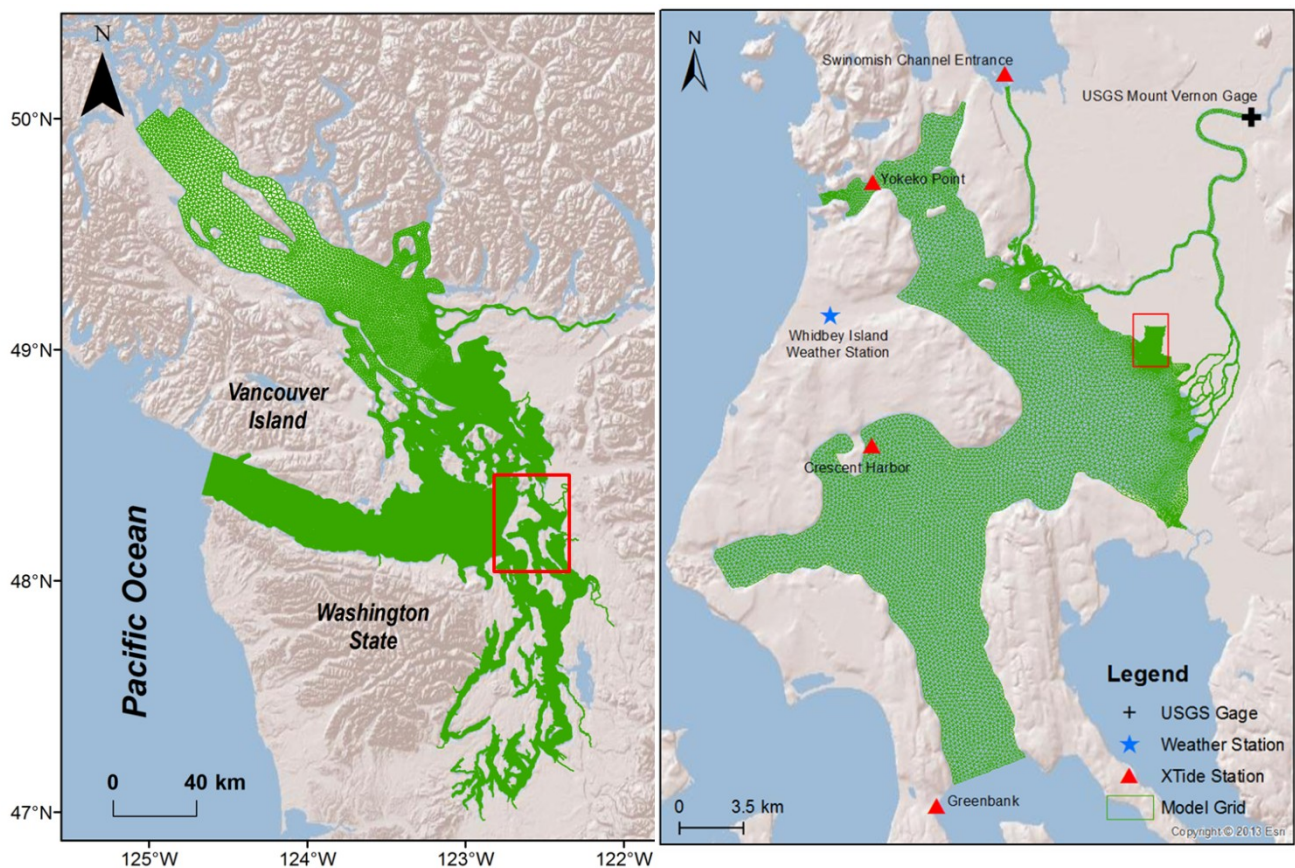 N
50°N
49°N
48°N
47°N
Vancouver
Island
Washington
State
Pacific Ocean
0 40 km
125°W 124°W 123°W 122°W
N
Swinomish Channel Entrance
USGS Mount Vernon Gage
Yokeko Point
Whidbey Island
Weather Station
Crescent Harbor
Greenbank
0 3.5 km
Legend
USGS Gage
Weather Station
XTide Station
Model Grid
Copyright © 2013 Esri